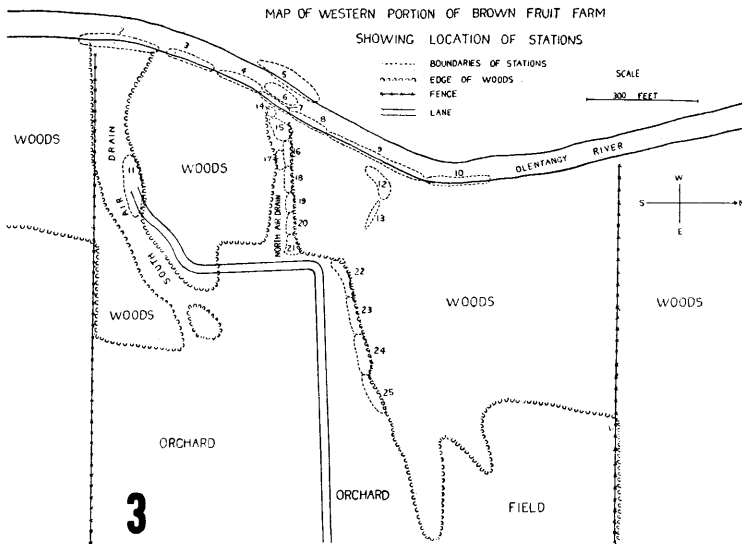 MAP OF WESTERN PORTION OF BROWN FRUIT FARM
SHOWING LOCATION OF STATIONS
BOUNDARIES OF STATIONS
EDGE OF WOODS
FENCE
LANE
SCALE
300 FEET
2
3
4
5
6
7
8
9
10
OLENTANGY RIVER
W
S
N
E
WOODS
DRAIN
AIR
SOUTH
11
WOODS
14
15
16
17
18
19
20
21
NORTH AIR DRAIN
12
13
22
23
24
25
WOODS
WOODS
WOODS
ORCHARD
ORCHARD
FIELD
3